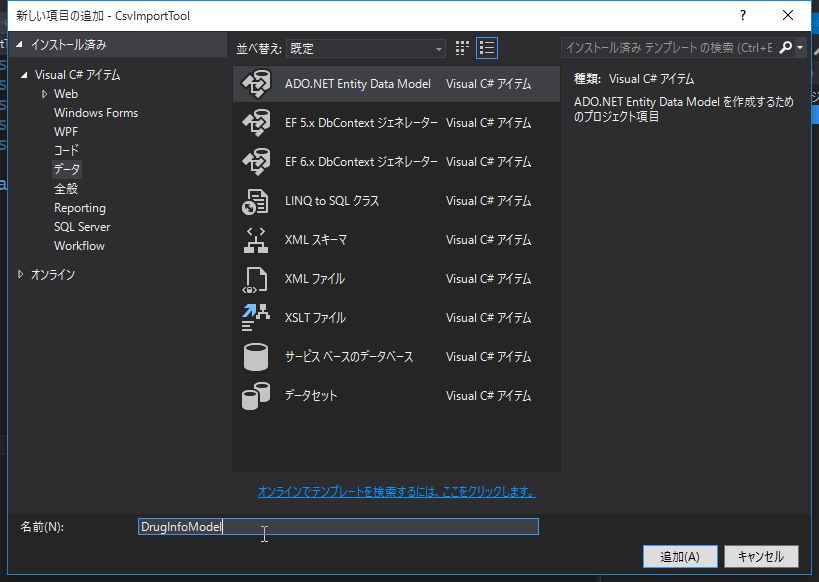 新しい項目の追加 - CsvImportTool
?
インストール済み
並べ替え: 既定
インストール済み テンプレート の検索 (Ctrl+E
Visual C# アイテム
Web
Windows Forms
WPF
コード
データ
全般
Reporting
SQL Server
Workflow
オンライン
ADO.NET Entity Data Model Visual C# アイテム
EF 5.x DbContext ジェネレーター Visual C# アイテム
EF 6.x DbContext ジェネレーター Visual C# アイテム
LINQ to SQL クラス Visual C# アイテム
XML スキーマ Visual C# アイテム
XML ファイル Visual C# アイテム
XSLT ファイル Visual C# アイテム
サービス ベースのデータベース Visual C# アイテム
データセット Visual C# アイテム
種類: Visual C# アイテム
ADO.NET Entity Data Model を作成するため
のプロジェクト項目
オンラインでテンプレートを検索するには、ここをクリックします。
名前(N): DrugInfoModel
追加(A) キャンセル